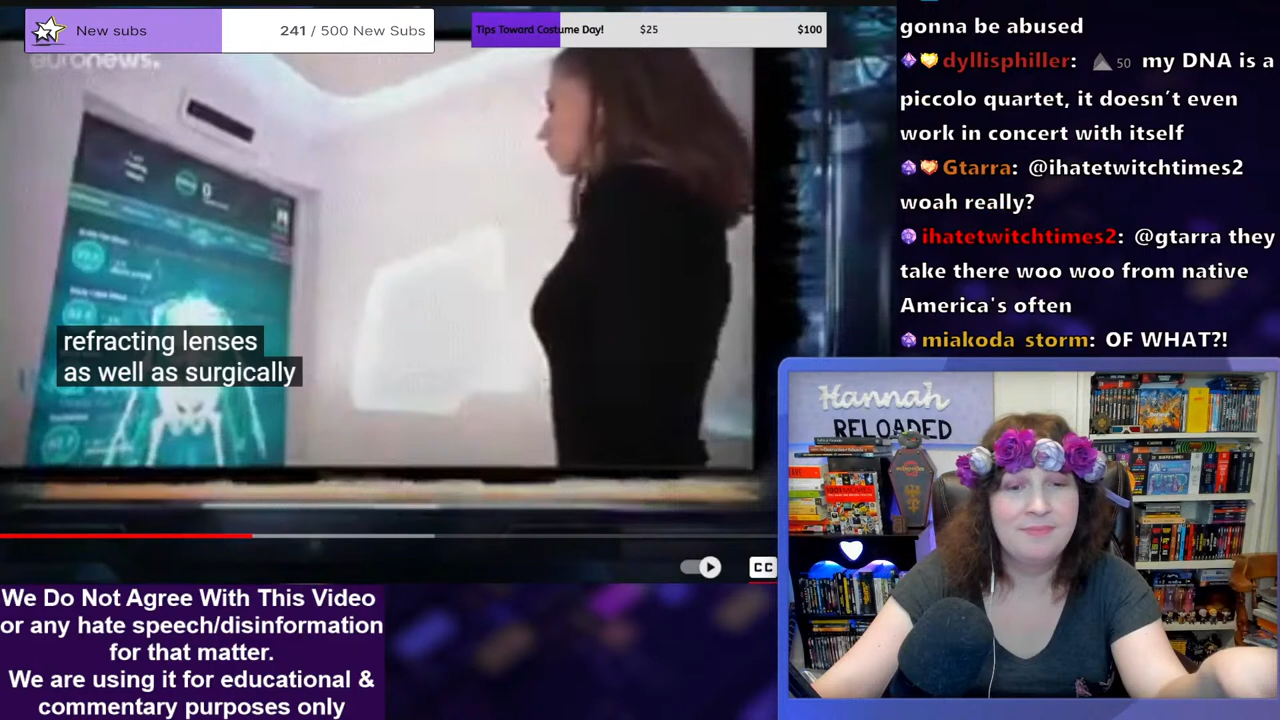 New subs
241 / 500 New Subs
Tips Toward Costume Day!
$25
$100
euronews.
0
refracting lenses
as well as surgically
CC
We Do Not Agree With This Video
or any hate speech/disinformation
for that matter.
We are using it for educational &
commentary purposes only
gonna be abused
dyllisphiller: 50 my DNA is a
piccolo quartet, it doesn't even
work in concert with itself
Gtarra: @ihatetwitchtimes2
woah really?
ihatetwitchtimes2: @gtarra they
take there woo woo from native
America's often
miakoda storm: OF WHAT?!
Hannah
RELOADED